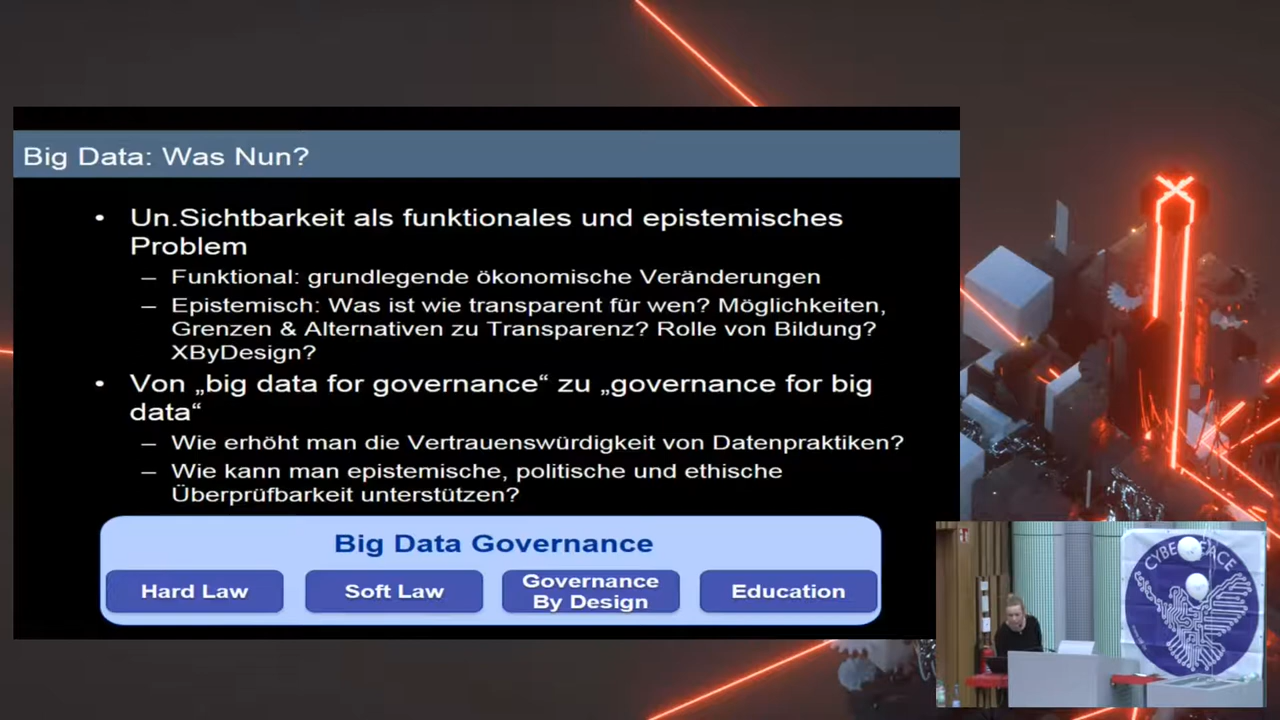 Big Data: Was Nun?
• Un.Sichtbarkeit als funktionales und epistemisches
Problem
– Funktional: grundlegende ökonomische Veränderungen
– Epistemisch: Was ist wie transparent für wen? Möglichkeiten,
Grenzen & Alternativen zu Transparenz? Rolle von Bildung?
XByDesign?
• Von „big data for governance“ zu „governance for big
data“
– Wie erhöht man die Vertrauenswürdigkeit von Datenpraktiken?
– Wie kann man epistemische, politische und ethische
Überprüfbarkeit unterstützen?
Big Data Governance
Hard Law
Soft Law
Governance
By Design
Education